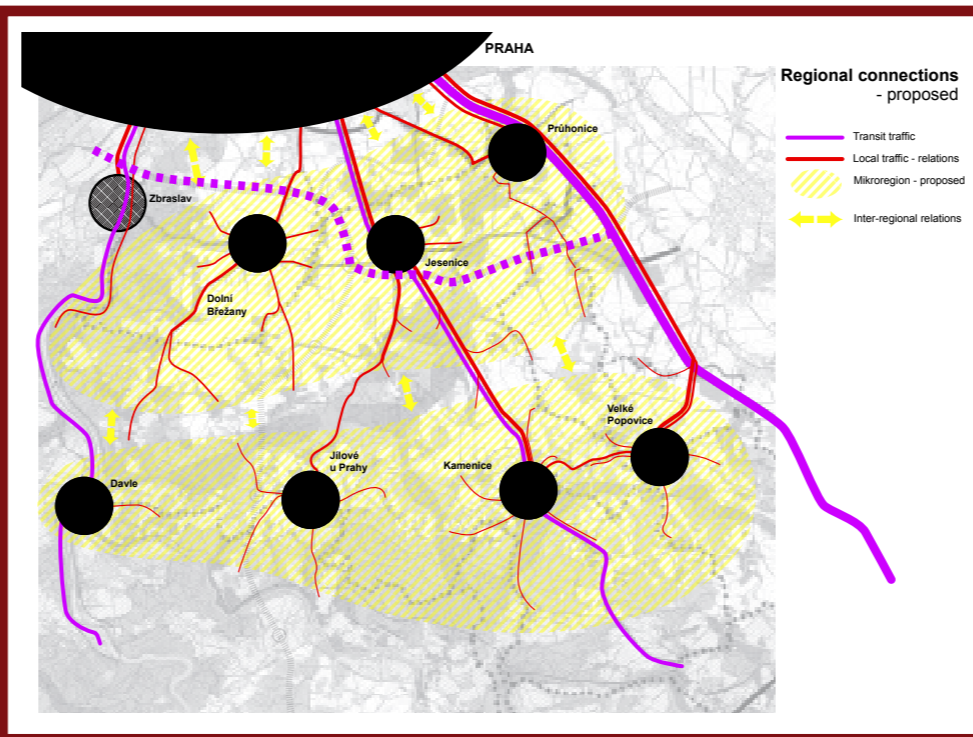 PRAHA
Regional connections
- proposed
Transit traffic
Local traffic - relations
Mikroregion - proposed
Inter-regional relations
Průhonice
Zbraslav
Jesenice
Dolní
Břežany
Velké
Popovice
Jilové
u Prahy
Kamenice
Davle